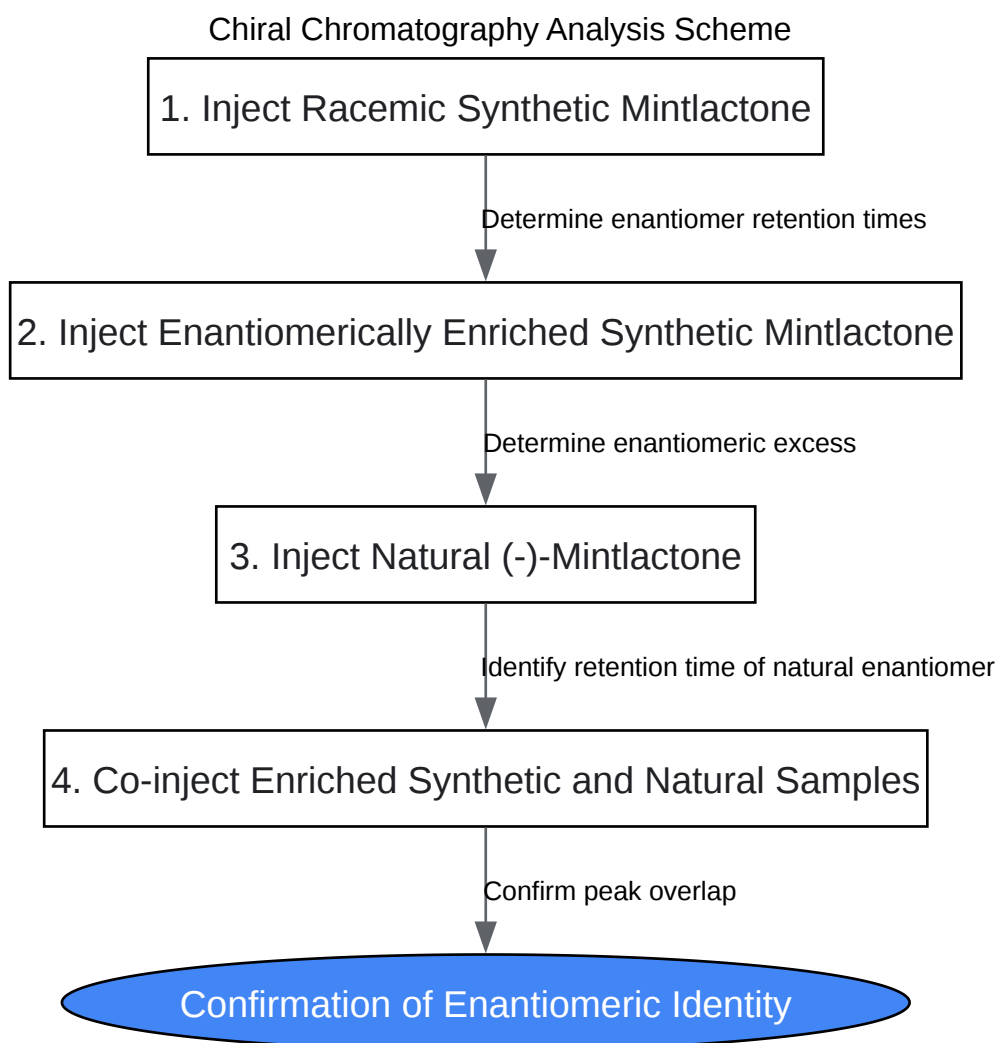 Chiral Chromatography Analysis Scheme
1. Inject Racemic Synthetic Mintlactone
Determine enantiomer retention times
2. Inject Enantiomerically Enriched Synthetic Mintlactone
Determine enantiomeric excess
3. Inject Natural (-)-Mintlactone
Identify retention time of natural enantiomer
4. Co-inject Enriched Synthetic and Natural Samples
Confirm peak overlap
Confirmation of Enantiomeric Identity